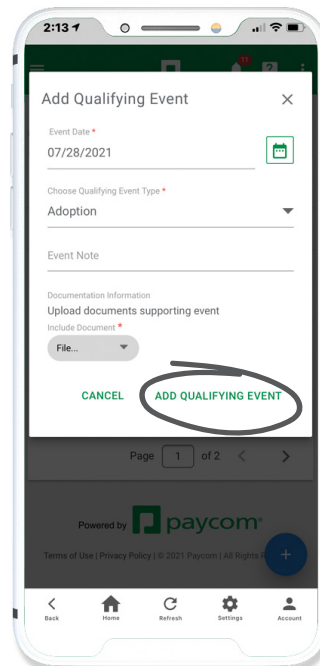 2:13
11
?
Add Qualifying Event
Event Date *
07/28/2021
Choose Qualifying Event Type *
Adoption
Event Note
Documentation Information
Upload documents supporting event
Include Document *
File...
CANCEL ADD QUALIFYING EVENT
Page 1 of 2
Powered by paycom
Terms of Use | Privacy Policy | © 2021 Paycom | All Rights R
Back Home Refresh Settings Account